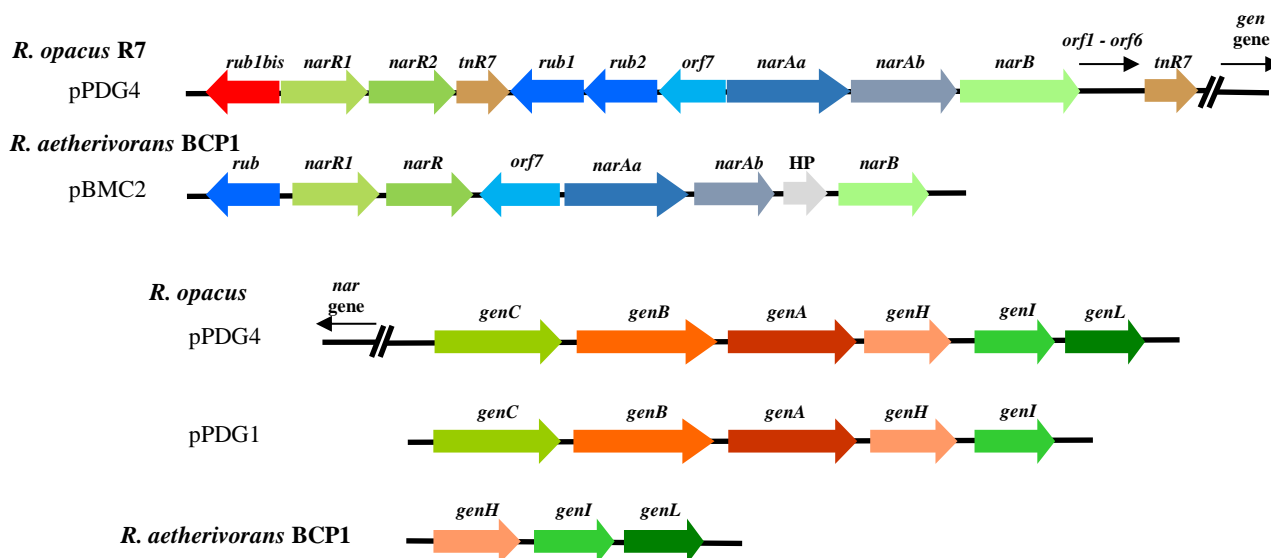 R. opacus R7
pPDG4
rub1bis narR1 narR2 tnR7 rub1 rub2 orf7 narAa narAb narB orf1 - orf6 tnR7 gen gene
R. aetherivorans BCP1
pBMC2
rub narR1 narR orf7 narAa narAb HP narB
R. opacus
pPDG4
nar gene
genC genB genA genH genI genL
pPDG1
genC genB genA genH genI
R. aetherivorans BCP1
genH genI genL